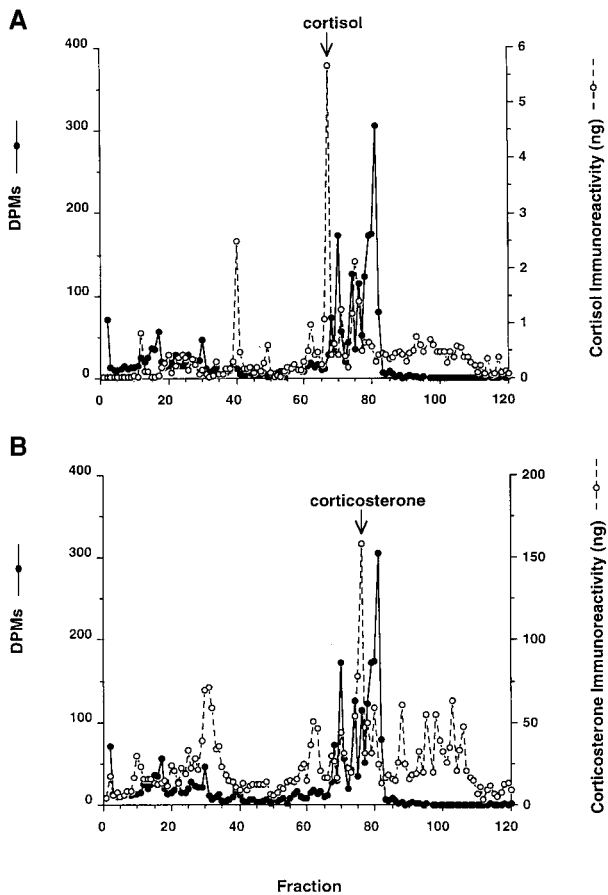 A
cortisol
400
300
200
100
0
DPMs
6
5
4
3
2
1
0
Cortisol Immunoreactivity (ng)
0 20 40 60 80 100 120
B
corticosterone
400
300
200
100
0
DPMs
200
150
100
50
0
Corticosterone Immunoreactivity (ng)
0 20 40 60 80 100 120
Fraction